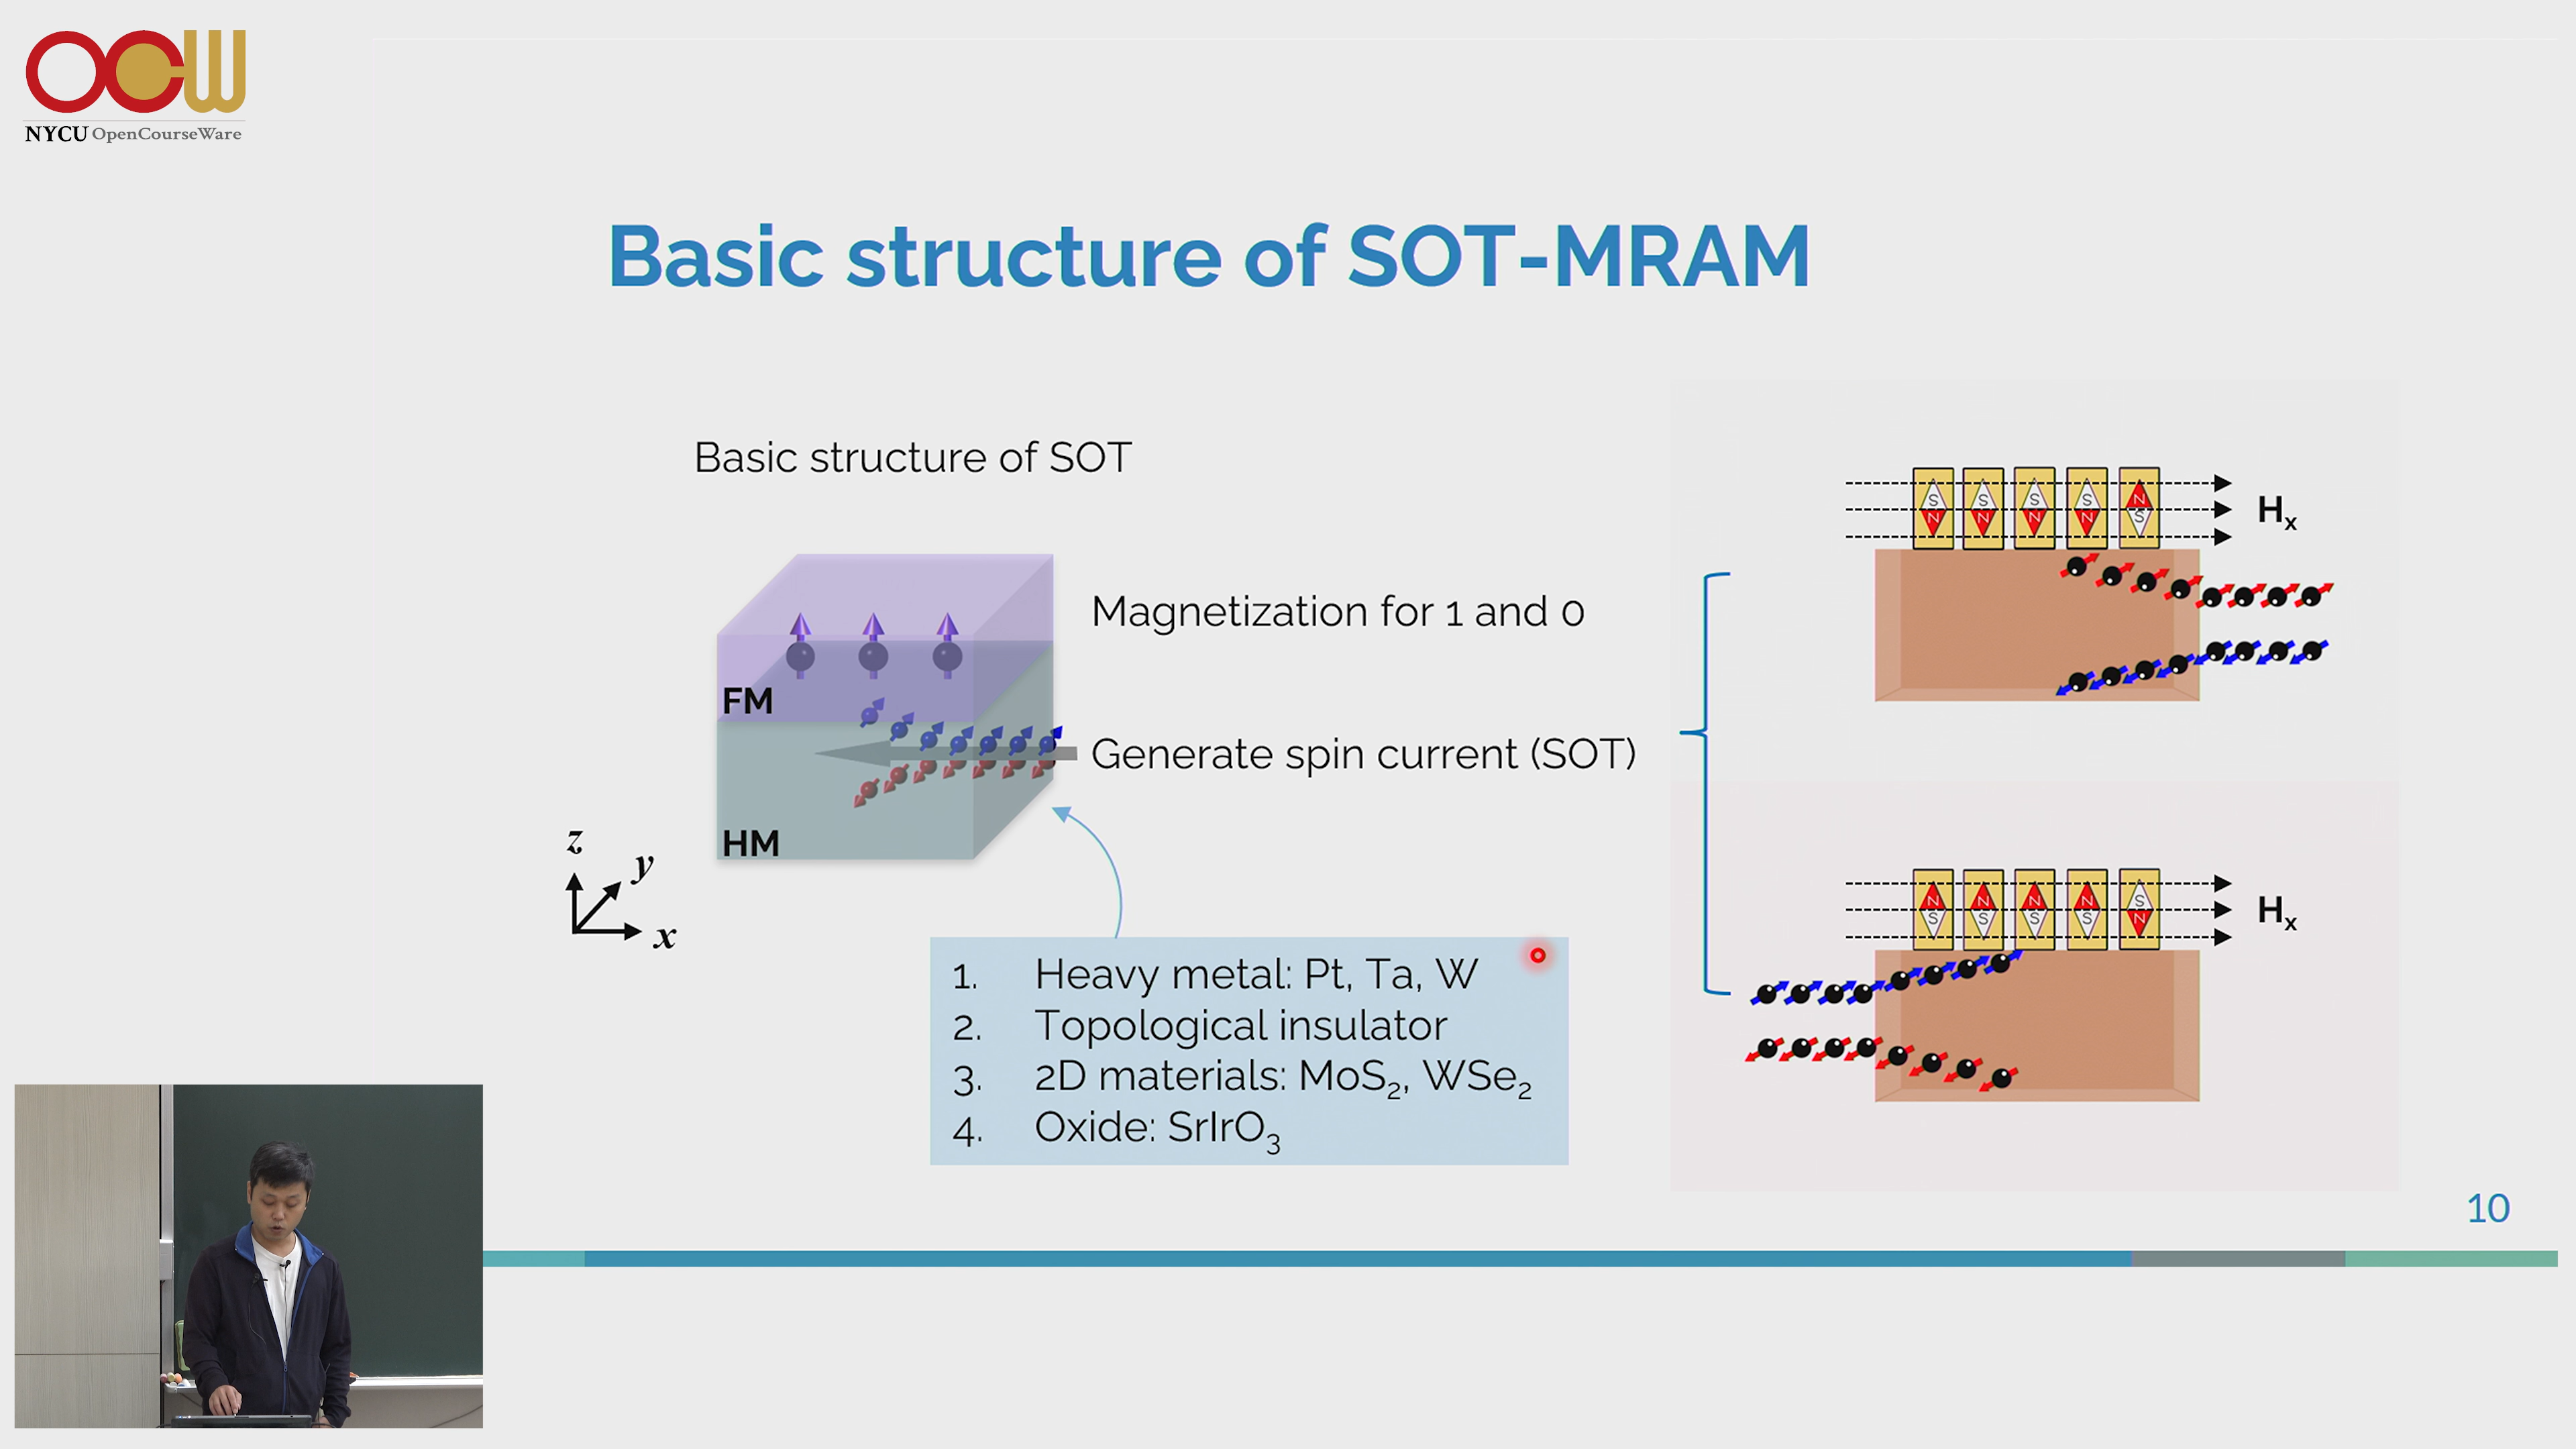 NYCU OpenCourseWare
Basic structure of SOT-MRAM
Basic structure of SOT
Magnetization for 1 and 0
FM
Generate spin current (SOT)
HM
z
y
x
1. Heavy metal: Pt, Ta, W
2. Topological insulator
3. 2D materials: MoS₂, WSe₂
4. Oxide: SrIrO₃
S S S S N
N N N N S
Hₓ
N N N N S
S S S S N
Hₓ
10